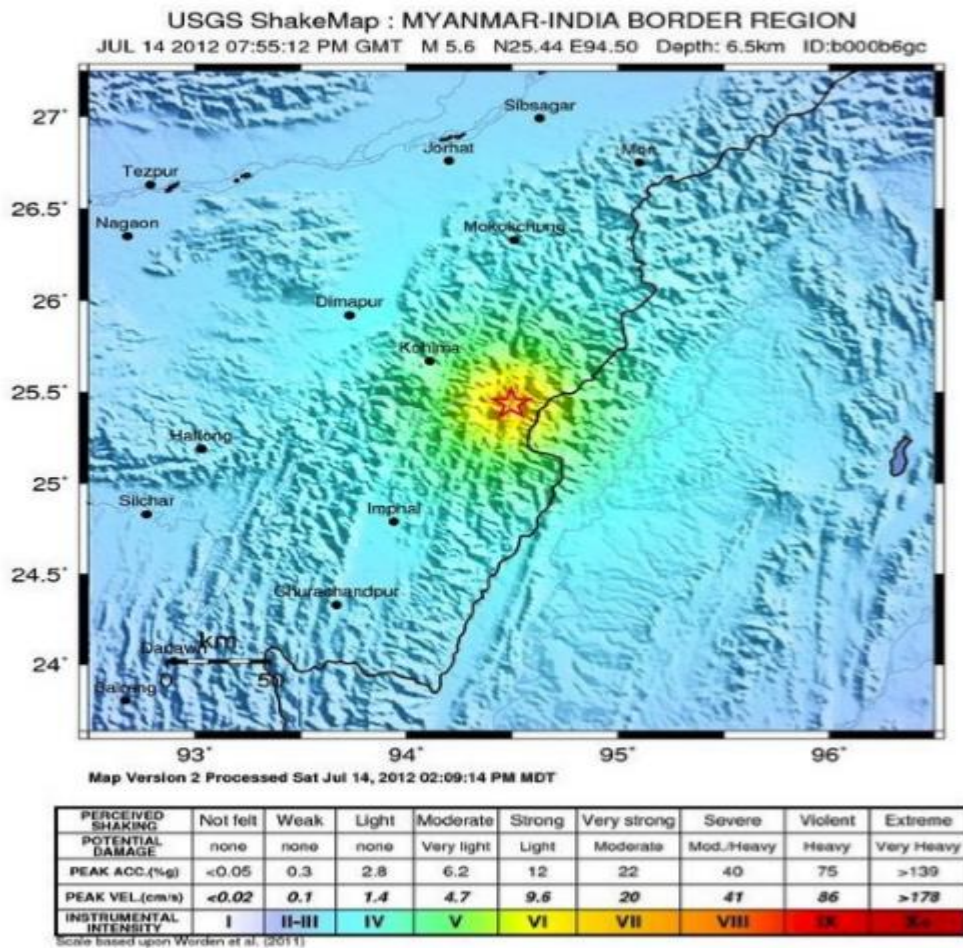 USGS ShakeMap : MYANMAR-INDIA BORDER REGION
JUL 14 2012 07:55:12 PM GMT M 5.6 N25.44 E94.50 Depth: 6.5km ID:b000b6gc
27°
Sibsagar
Jorhat
Mon
Tezpur
26.5°
Nagaon
Mokokchung
26°
Dimapur
Kohima
25.5°
Haflong
25°
Silchar
Imphal
24.5°
Churachandpur
km
24°
0 50
93° 94° 95° 96°
Map Version 2 Processed Sat Jul 14, 2012 02:09:14 PM MDT
PERCEIVED SHAKING Not felt Weak Light Moderate Strong Very strong Severe Violent Extreme
POTENTIAL DAMAGE none none none Very light Light Moderate Mod./Heavy Heavy Very Heavy
PEAK ACC.(%g) <0.05 0.3 2.8 6.2 12 22 40 75 >139
PEAK VEL.(cm/s) <0.02 0.1 1.4 4.7 9.6 20 41 86 >178
INSTRUMENTAL INTENSITY I II-III IV V VI VII VIII IX X+
Scale based upon Worden et al. (2011)